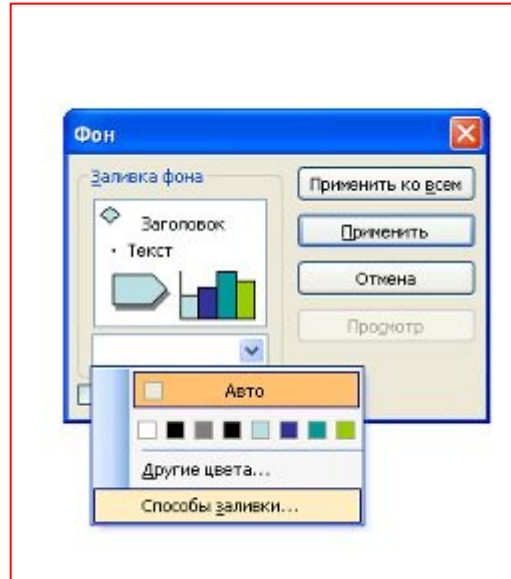 Фон
Заливка фона
Заголовок
• Текст
Применить ко всем
Применить
Отмена
Просмотр
Авто
Другие цвета...
Способы заливки...